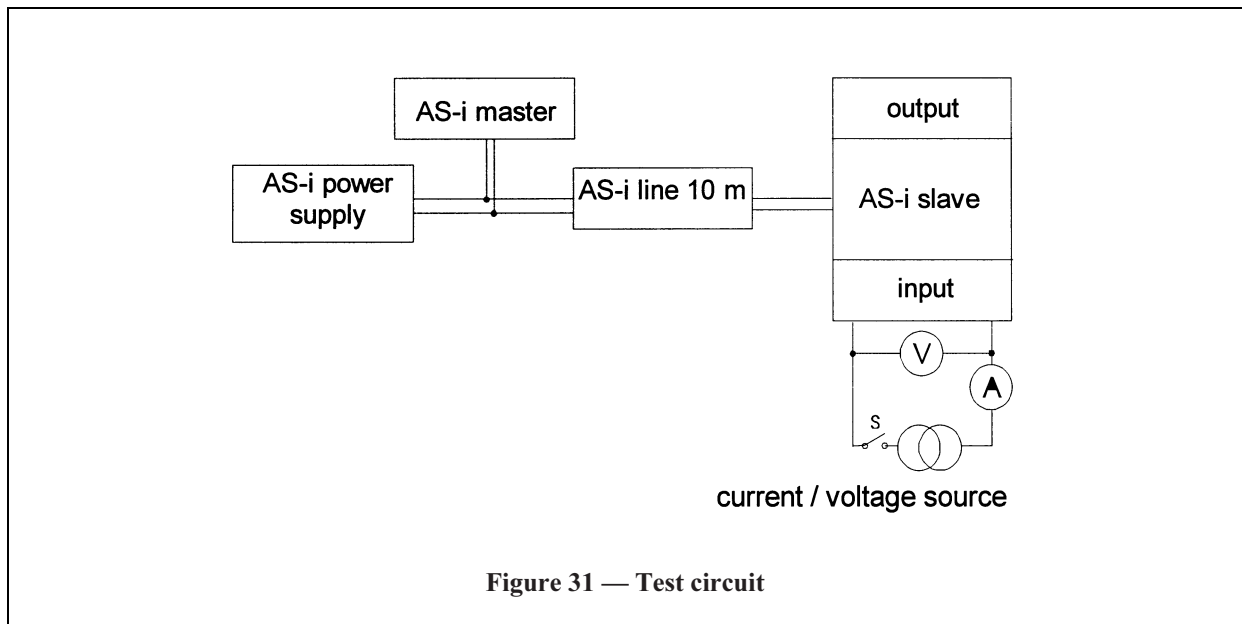 AS-i master
output
AS-i power
supply
AS-i line 10 m
AS-i slave
input
V
A
S
current / voltage source
Figure 31 — Test circuit